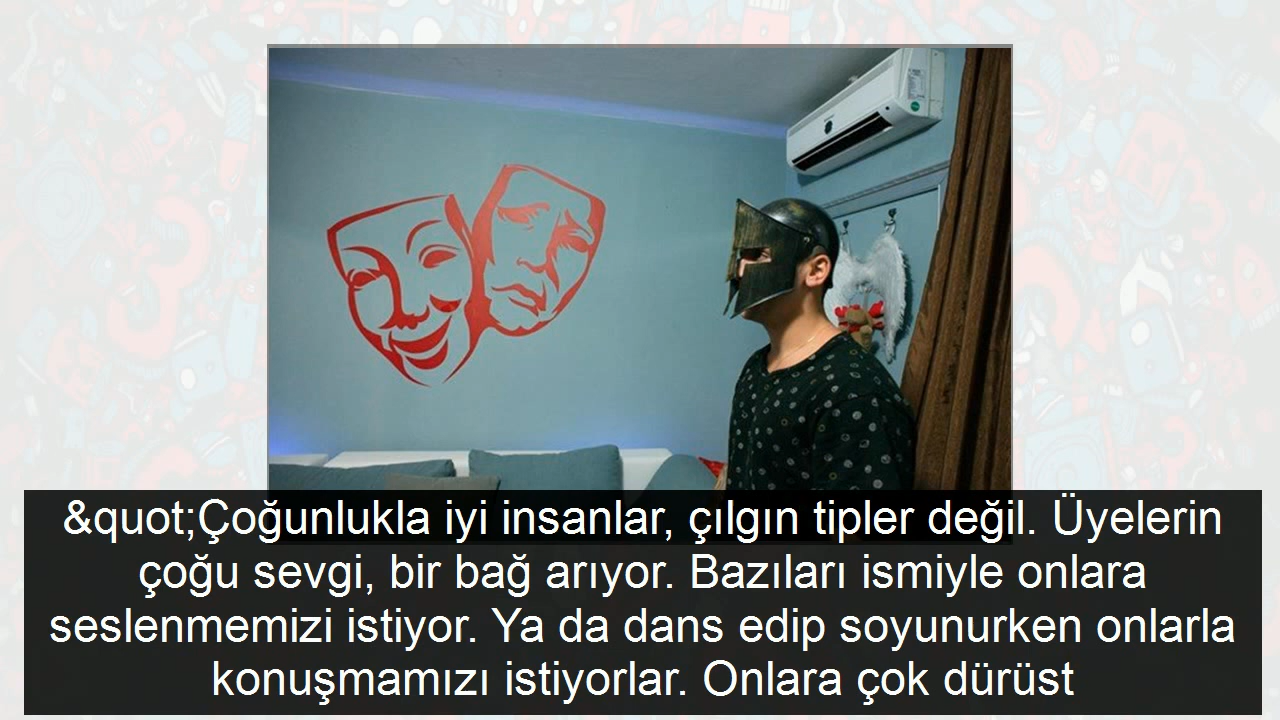 &quot;Çoğunlukla iyi insanlar, çılgın tipler değil. Üyelerin
çoğu sevgi, bir bağ arıyor. Bazıları ismiyle onlara
seslenmemizi istiyor. Ya da dans edip soyunurken onlarla
konuşmamızı istiyorlar. Onlara çok dürüst